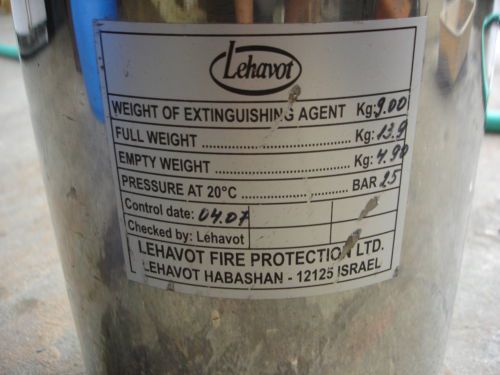 Lehavot
WEIGHT OF EXTINGUISHING AGENT Kg: 9.00
FULL WEIGHT ................................ Kg: 13.9
EMPTY WEIGHT ............................. Kg: 4.90
PRESSURE AT 20°C ...................... BAR 25
Control date: 04.07
Checked by: Lehavot
LEHAVOT FIRE PROTECTION LTD.
LEHAVOT HABASHAN - 12125 ISRAEL